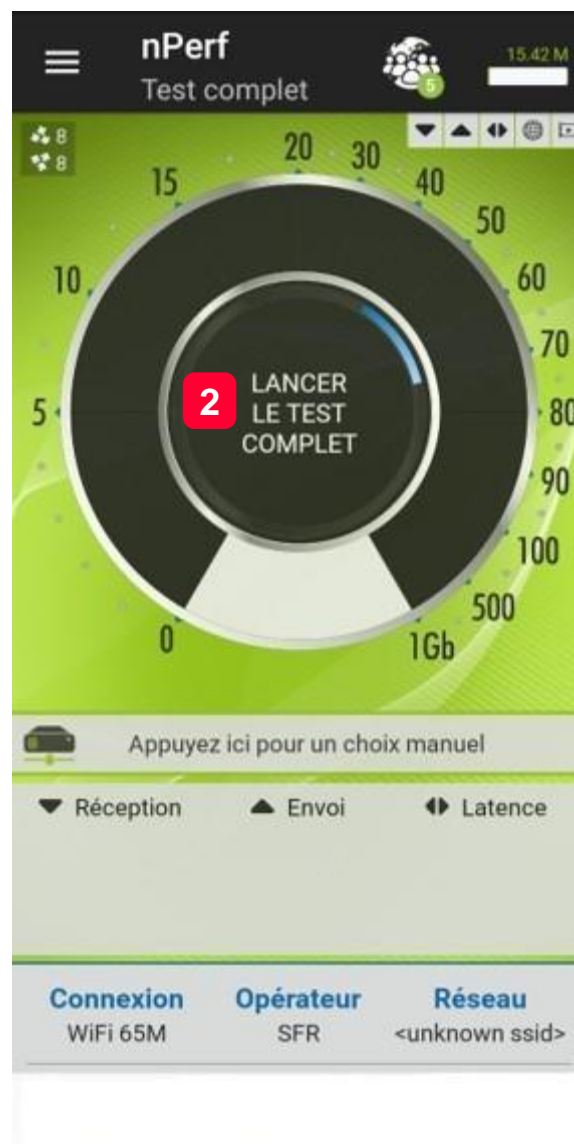 nPerf
Test complet
5
15.42 M
8
8
0
5
10
15
20
30
40
50
60
70
80
90
100
500
1Gb
2
LANCER
LE TEST
COMPLET
Appuyez ici pour un choix manuel
Réception Envoi Latence
Connexion Opérateur Réseau
WiFi 65M SFR <unknown ssid>